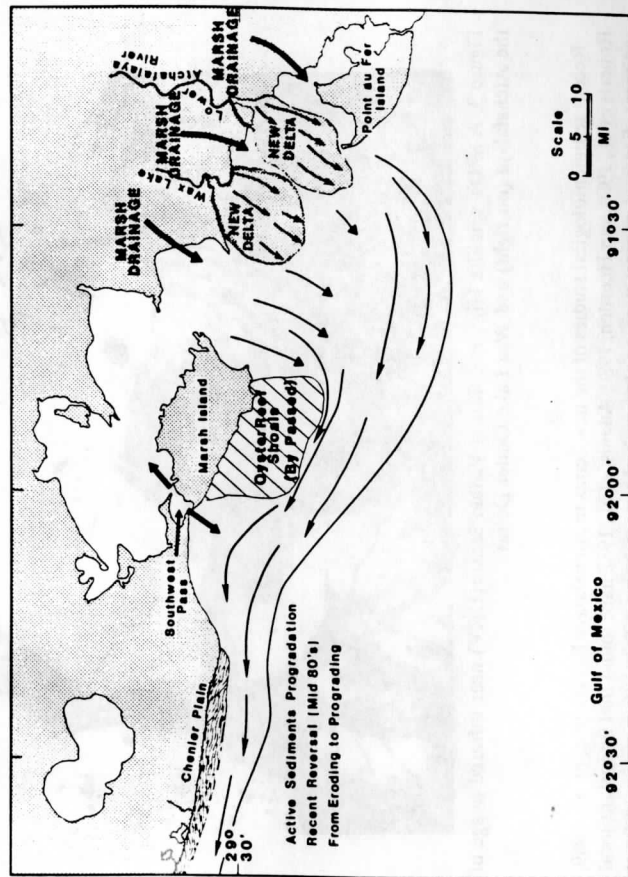 MARSH
DRAINAGE
MARSH
DRAINAGE
MARSH
DRAINAGE
Wax Lake
Lower
Atchafalaya
River
NEW
DELTA
NEW
DELTA
Point au Fer
Island
Southwest
Pass
Marsh Island
Oyster Reef
Shoals
(By Passed)
Chenier Plain
29°
30'
Active Sediments Progradation
Recent Reversal (Mid 80's)
From Eroding to Prograding
Gulf of Mexico
Scale
0 5 10
MI
92°30'
92°00'
91°30'